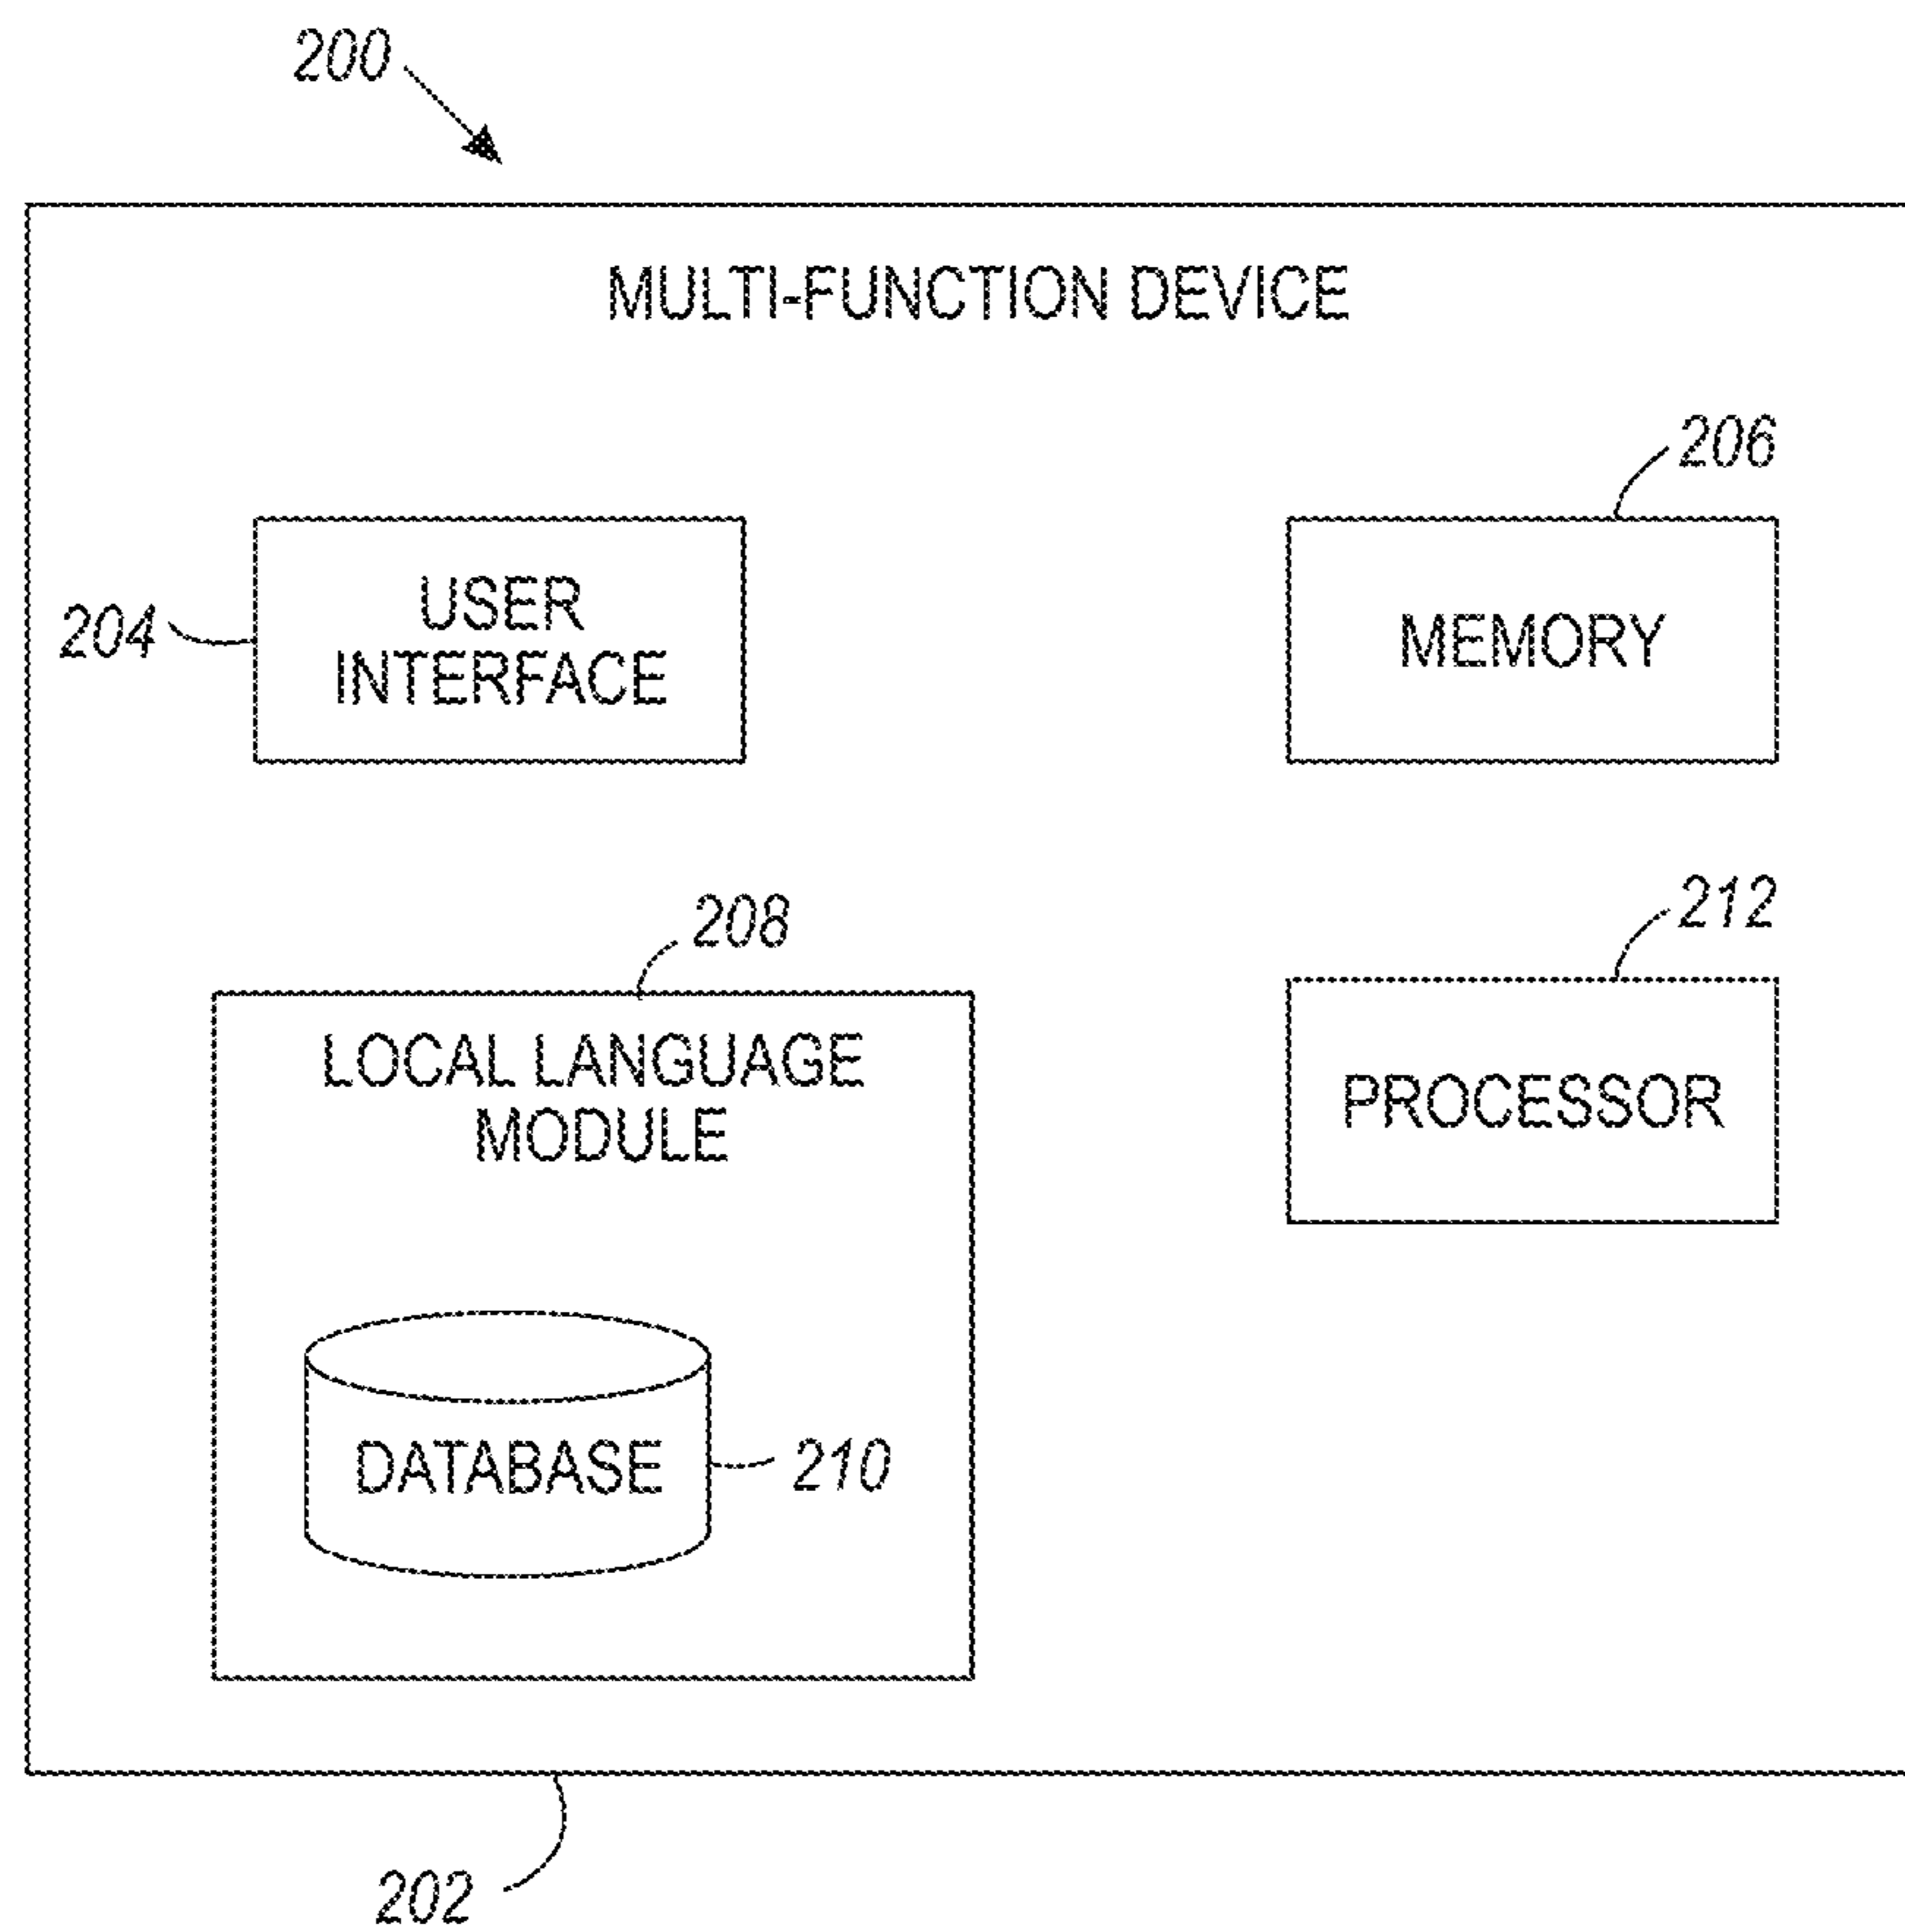 200
MULTI-FUNCTION DEVICE
206
USER
INTERFACE
204
MEMORY
208
212
LOCAL LANGUAGE
MODULE
PROCESSOR
DATABASE
210
202